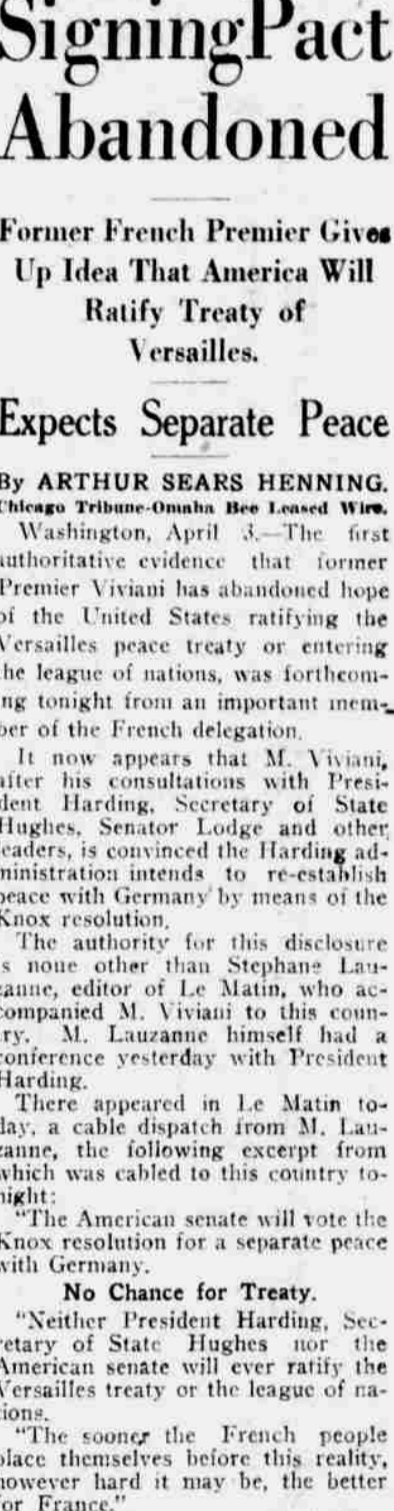 Signing Pact
Abandoned
Former French Premier Gives
Up Idea That America Will
Ratify Treaty of
Versailles.
Expects Separate Peace
By ARTHUR SEARS HENNING.
Chicago Tribune-Omaha Bee Leased Wire.
Washington, April 3.—The first
authoritative evidence that former
Premier Viviani has abandoned hope
of the United States ratifying the
Versailles peace treaty or entering
the league of nations, was forthcom-
ing tonight from an important mem-
ber of the French delegation.
It now appears that M. Viviani,
after his consultations with Presi-
dent Harding, Secretary of State
Hughes, Senator Lodge and other
leaders, is convinced the Harding ad-
ministration intends to re-establish
peace with Germany by means of the
Knox resolution.
The authority for this disclosure
is none other than Stephane Lau-
zanne, editor of Le Matin, who ac-
companied M. Viviani to this coun-
try. M. Lauzanne himself had a
conference yesterday with President
Harding.
There appeared in Le Matin to-
day, a cable dispatch from M. Lau-
zanne, the following excerpt from
which was cabled to this country to-
night:
"The American senate will vote the
Knox resolution for a separate peace
with Germany.
No Chance for Treaty.
"Neither President Harding, Sec-
retary of State Hughes nor the
American senate will ever ratify the
Versailles treaty or the league of na-
tions.
"The sooner the French people
place themselves before this reality,
however hard it may be, the better
for France."